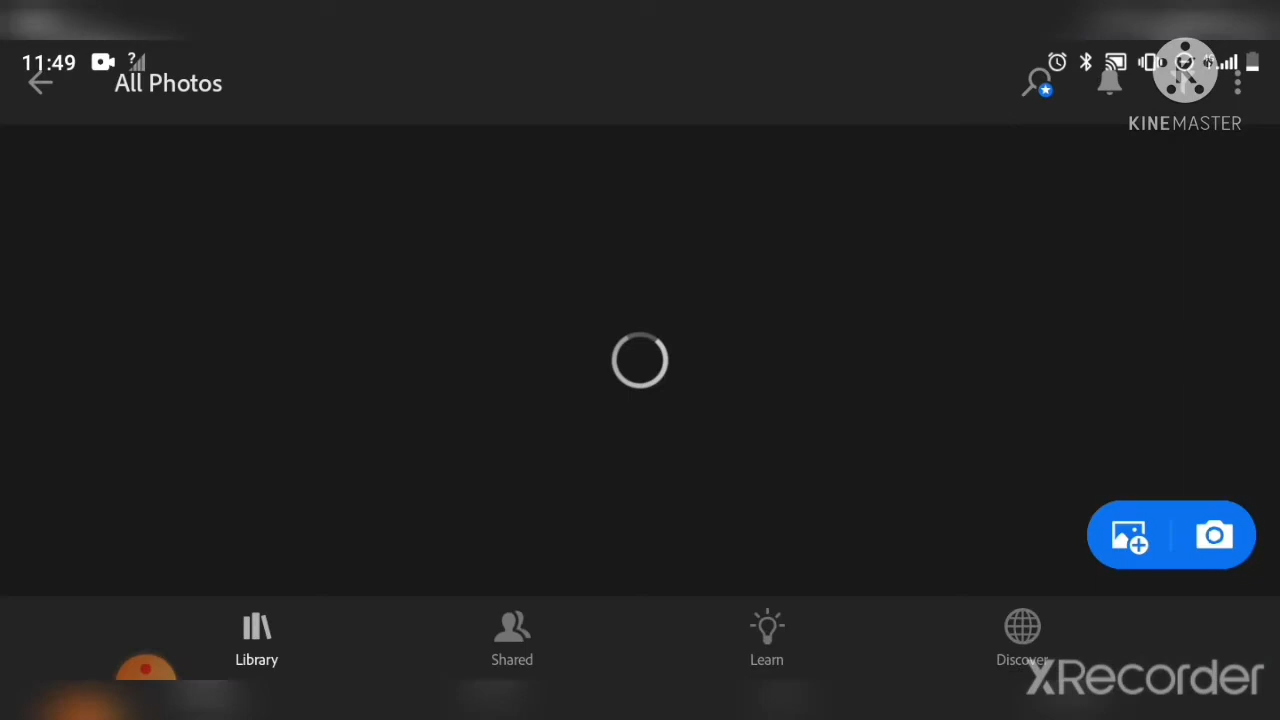 11:49
All Photos
KINEMASTER
Library
Shared
Learn
Discover
XRecorder